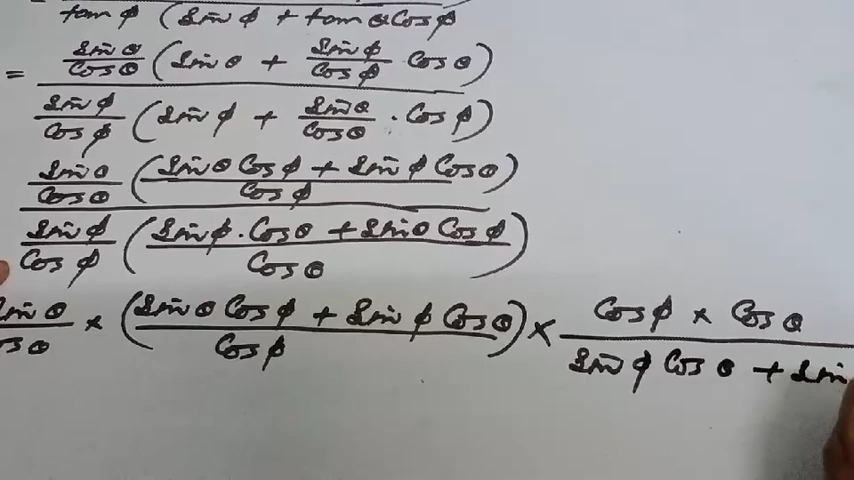 tan φ (sin φ + tan θ cos φ
= sin θ/cos θ (sin θ + sin φ/cos φ · cos θ)
sin φ/cos φ (sin φ + sin θ/cos θ · cos φ)
sin θ/cos θ ((sin θ cos φ + sin φ cos θ)/cos φ)
sin φ/cos φ ((sin φ · cos θ + sin θ cos φ)/cos θ)
sin θ/cos θ × ((sin θ cos φ + sin φ cos θ)/cos φ) × (cos φ × cos θ)/(sin φ cos θ + sin